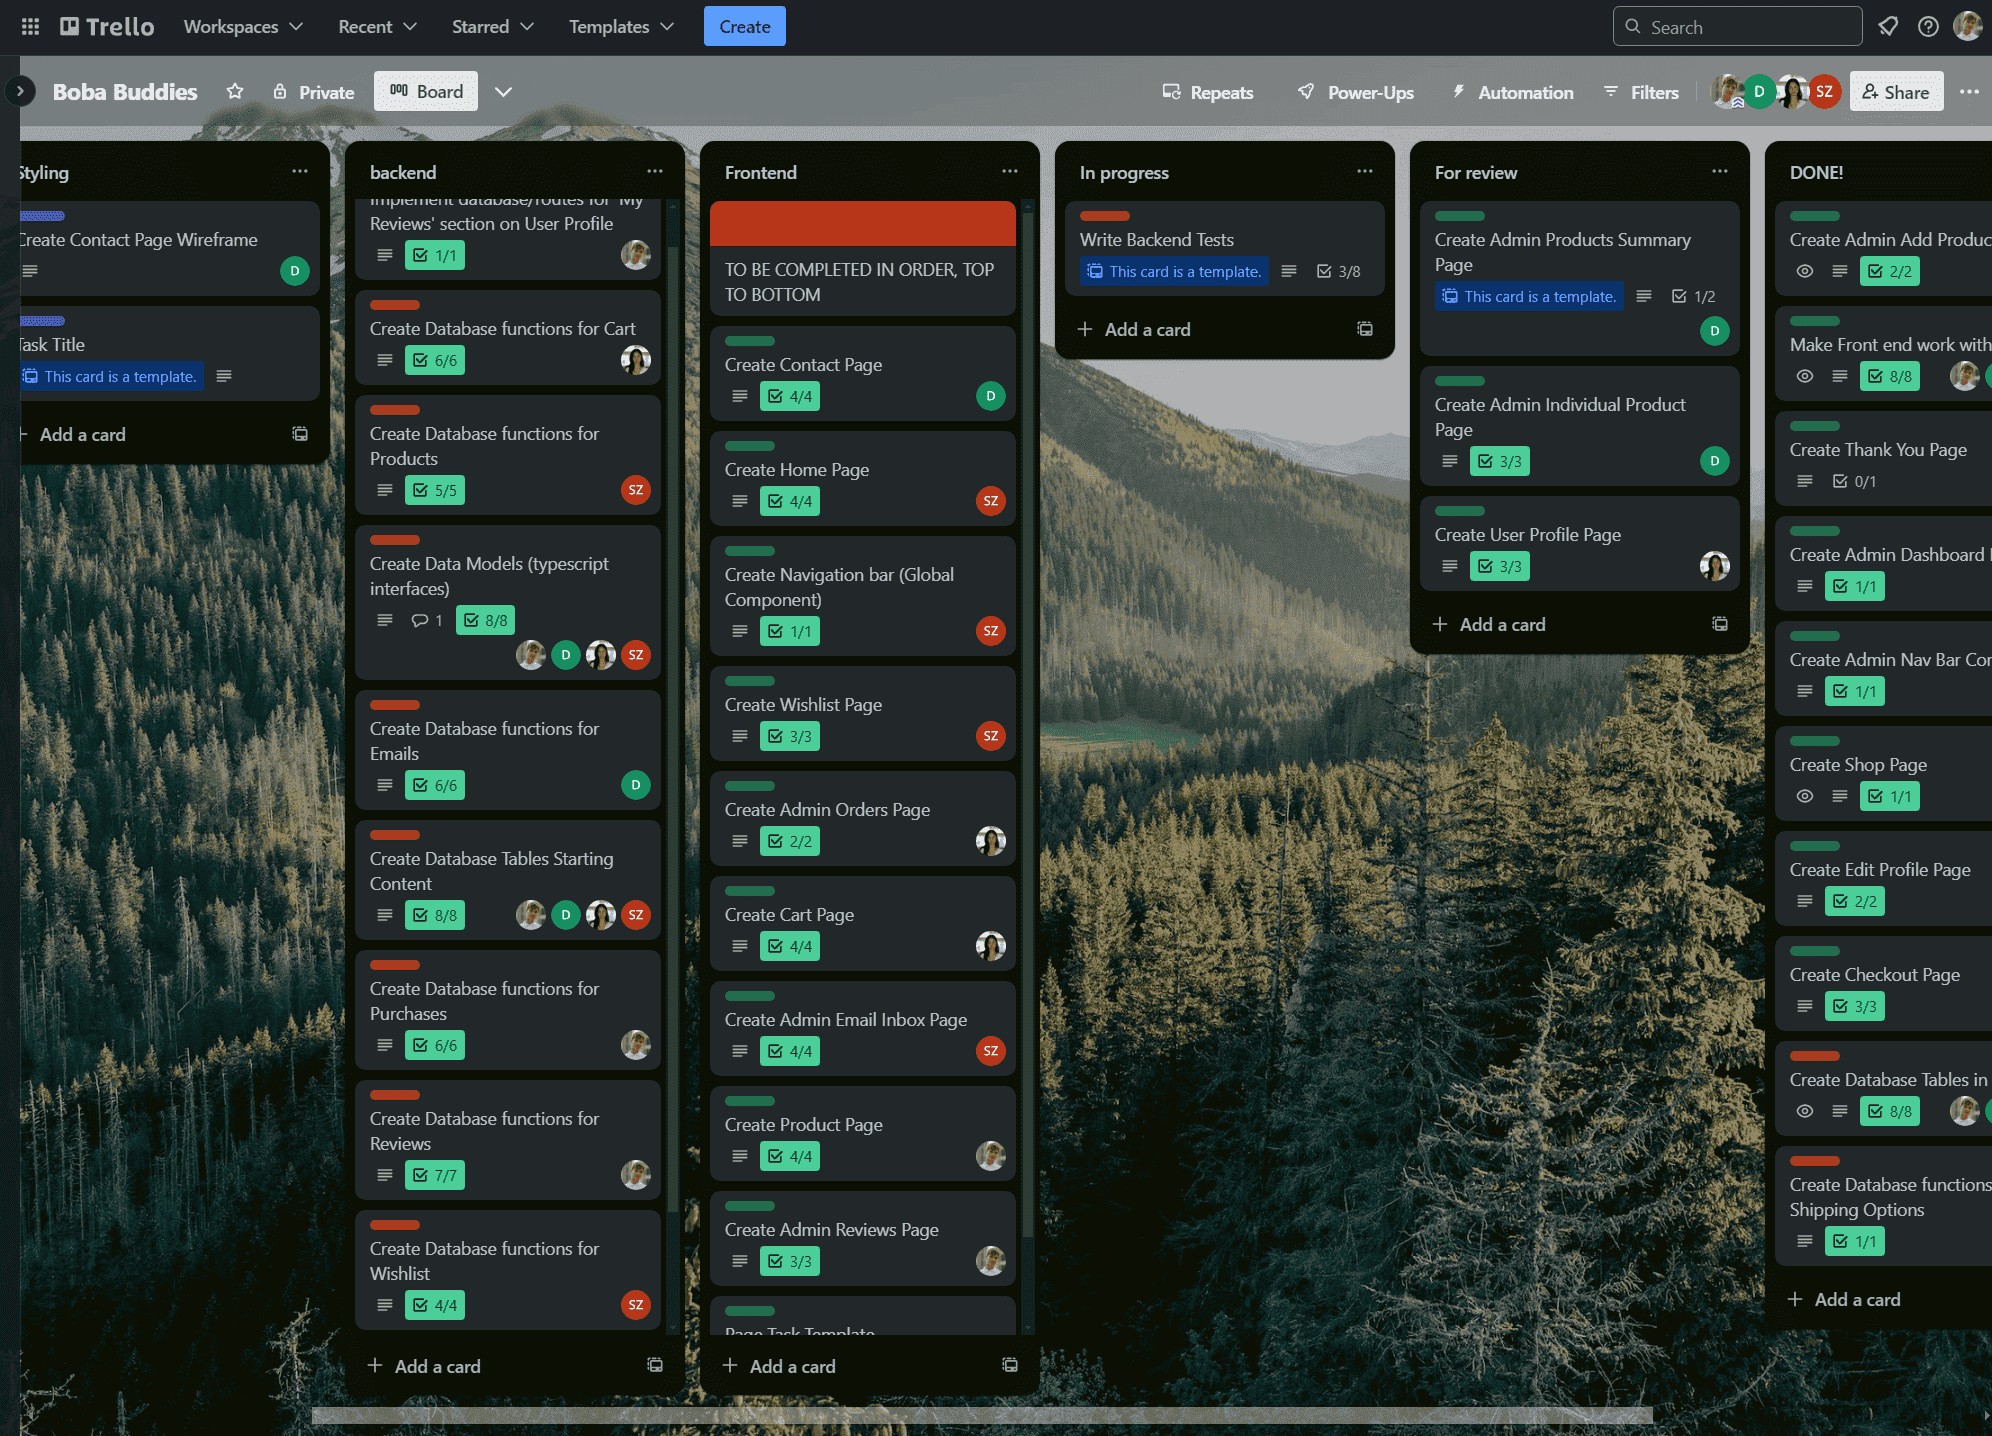 Trello
Workspaces
Recent
Starred
Templates
Create
Search
Boba Buddies
Private
Board
Repeats
Power-Ups
Automation
Filters
D
SZ
Share
Styling
Create Contact Page Wireframe
D
Task Title
This card is a template.
Add a card
backend
Implement database/routes for 'My
Reviews' section on User Profile
1/1
Create Database functions for Cart
6/6
Create Database functions for
Products
5/5
SZ
Create Data Models (typescript
interfaces)
1
8/8
D
SZ
Create Database functions for
Emails
6/6
D
Create Database Tables Starting
Content
8/8
D
SZ
Create Database functions for
Purchases
6/6
Create Database functions for
Reviews
7/7
Create Database functions for
Wishlist
4/4
SZ
Add a card
Frontend
TO BE COMPLETED IN ORDER, TOP
TO BOTTOM
Create Contact Page
4/4
D
Create Home Page
4/4
SZ
Create Navigation bar (Global
Component)
1/1
SZ
Create Wishlist Page
3/3
SZ
Create Admin Orders Page
2/2
Create Cart Page
4/4
Create Admin Email Inbox Page
4/4
SZ
Create Product Page
4/4
Create Admin Reviews Page
3/3
Page Task Template
Add a card
In progress
Write Backend Tests
This card is a template.
3/8
Add a card
For review
Create Admin Products Summary
Page
This card is a template.
1/2
D
Create Admin Individual Product
Page
3/3
D
Create User Profile Page
3/3
Add a card
DONE!
Create Admin Add Produc
2/2
Make Front end work with
8/8
Create Thank You Page
0/1
Create Admin Dashboard
1/1
Create Admin Nav Bar Co
1/1
Create Shop Page
1/1
Create Edit Profile Page
2/2
Create Checkout Page
3/3
Create Database Tables in
8/8
Create Database functions
Shipping Options
1/1
Add a card